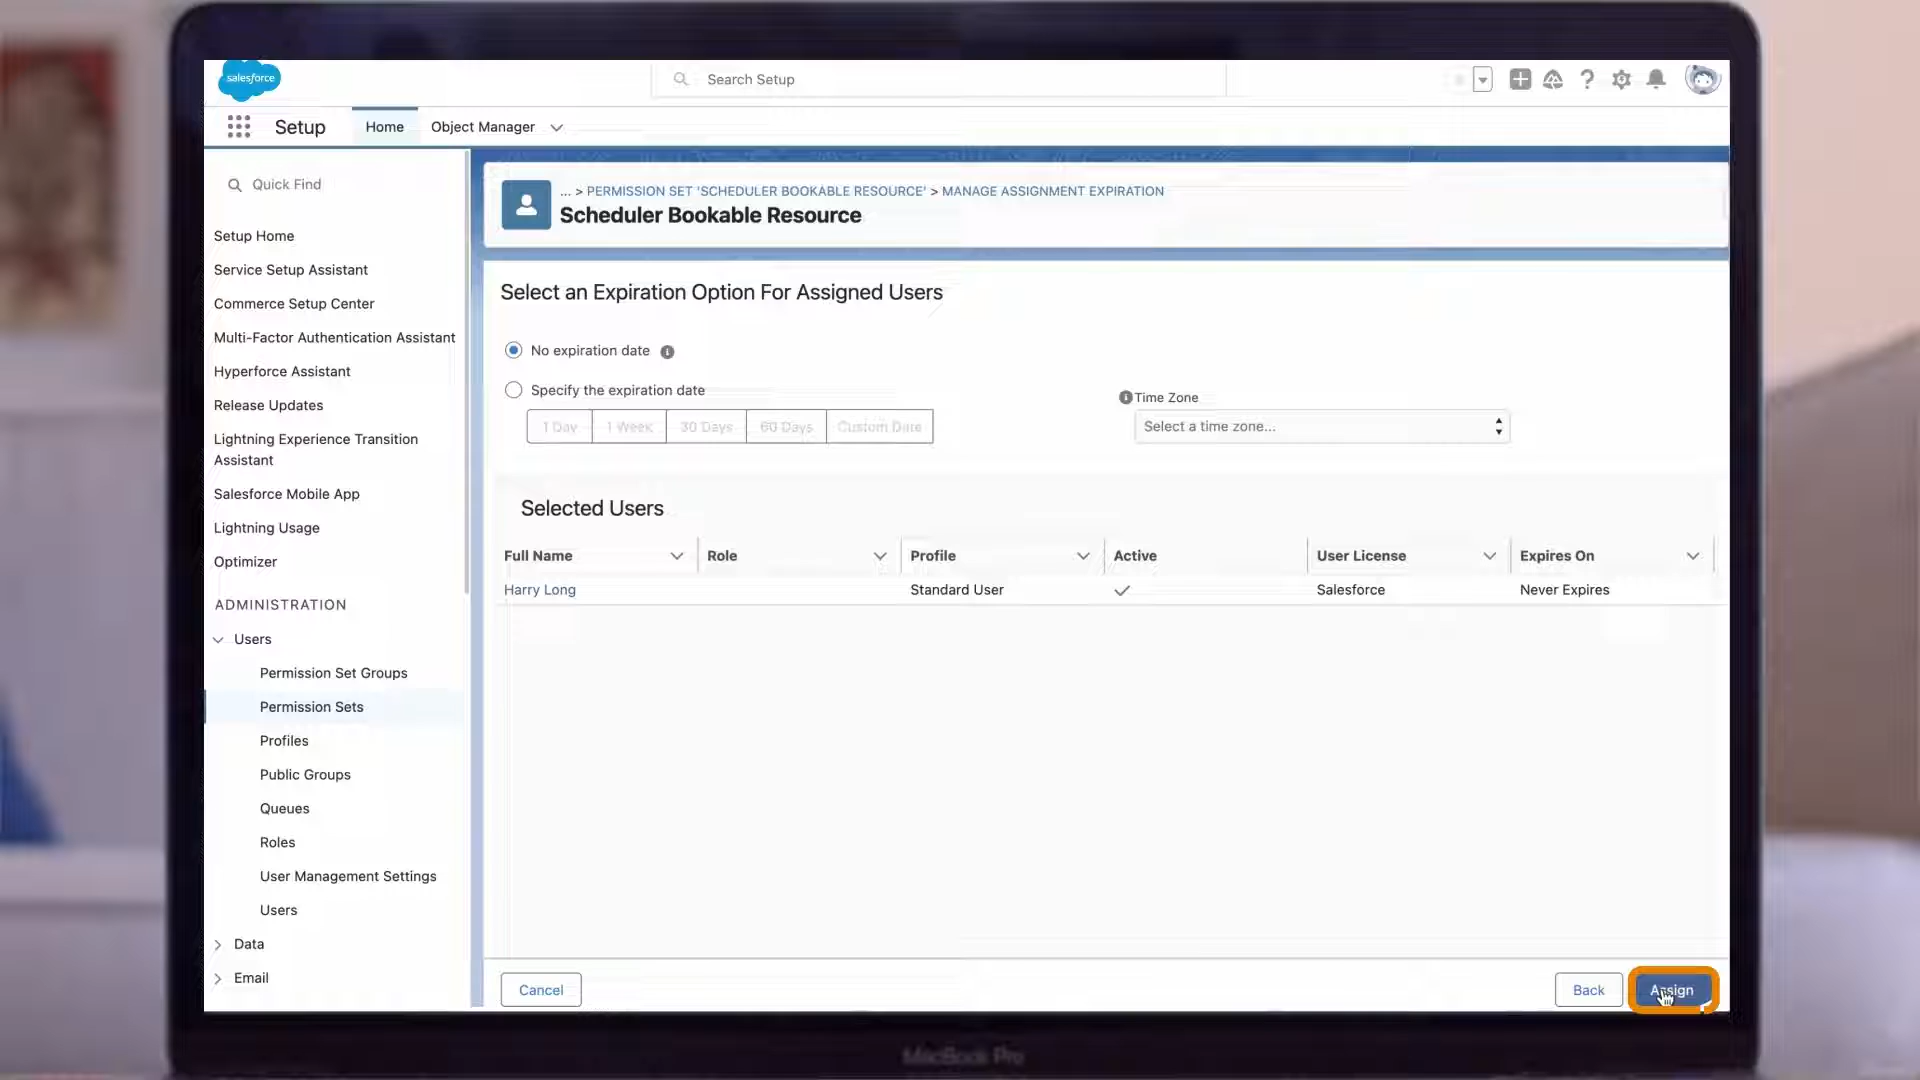 salesforce
Search Setup
Setup
Home
Object Manager
Quick Find
Setup Home
Service Setup Assistant
Commerce Setup Center
Multi-Factor Authentication Assistant
Hyperforce Assistant
Release Updates
Lightning Experience Transition
Assistant
Salesforce Mobile App
Lightning Usage
Optimizer
ADMINISTRATION
Users
Permission Set Groups
Permission Sets
Profiles
Public Groups
Queues
Roles
User Management Settings
Users
Data
Email
... > PERMISSION SET 'SCHEDULER BOOKABLE RESOURCE' > MANAGE ASSIGNMENT EXPIRATION
Scheduler Bookable Resource
Select an Expiration Option For Assigned Users
No expiration date
Specify the expiration date
1 Day 1 Week 30 Days 60 Days Custom Date
Time Zone
Select a time zone...
Selected Users
Full Name Role Profile Active User License Expires On
Harry Long Standard User Salesforce Never Expires
Cancel
Back
Assign
MacBook Pro